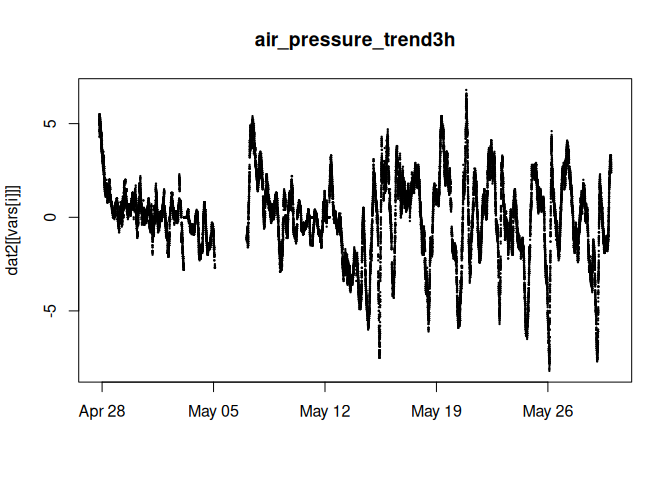 air_pressure_trend3h
dat2[[vars[i]]]
5
0
-5
Apr 28
May 05
May 12
May 19
May 26